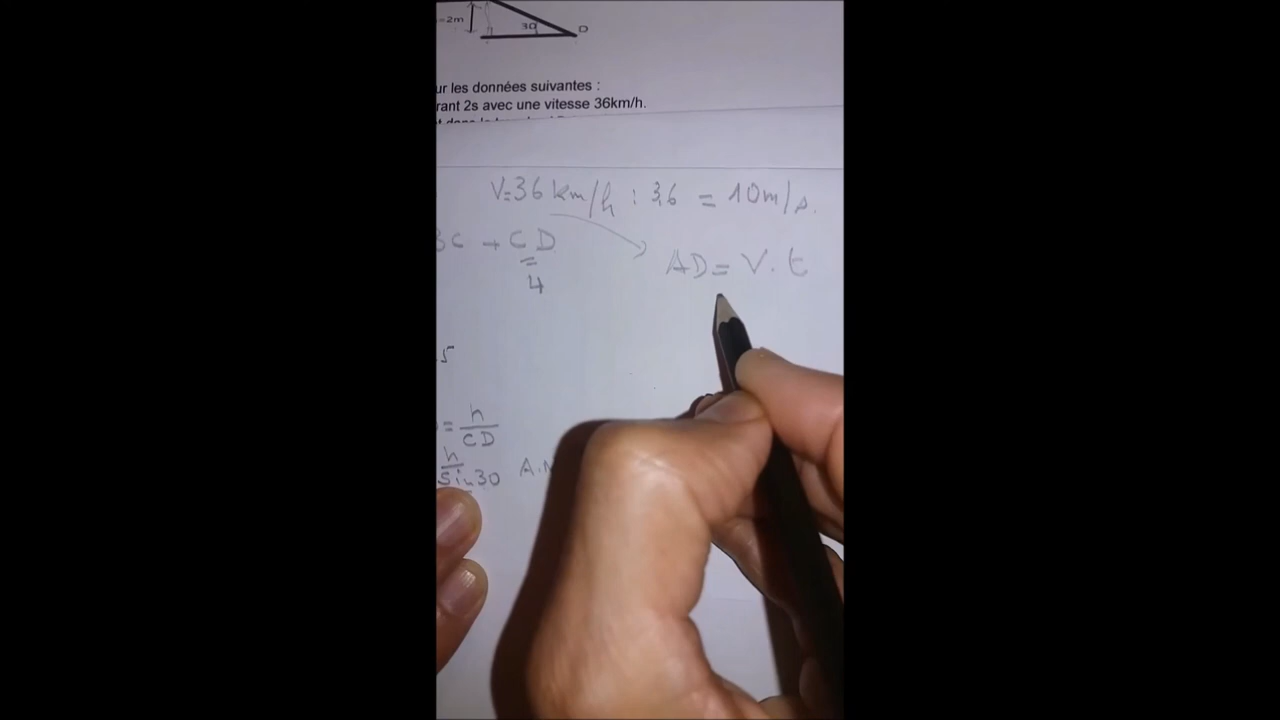 =2m
30
D
ur les données suivantes :
rant 2s avec une vitesse 36km/h.
V=36 km/h : 3,6 = 10m/s.
BC + CD
=
4
AD = V. t
5
= h / CD
h / sin30 A.N